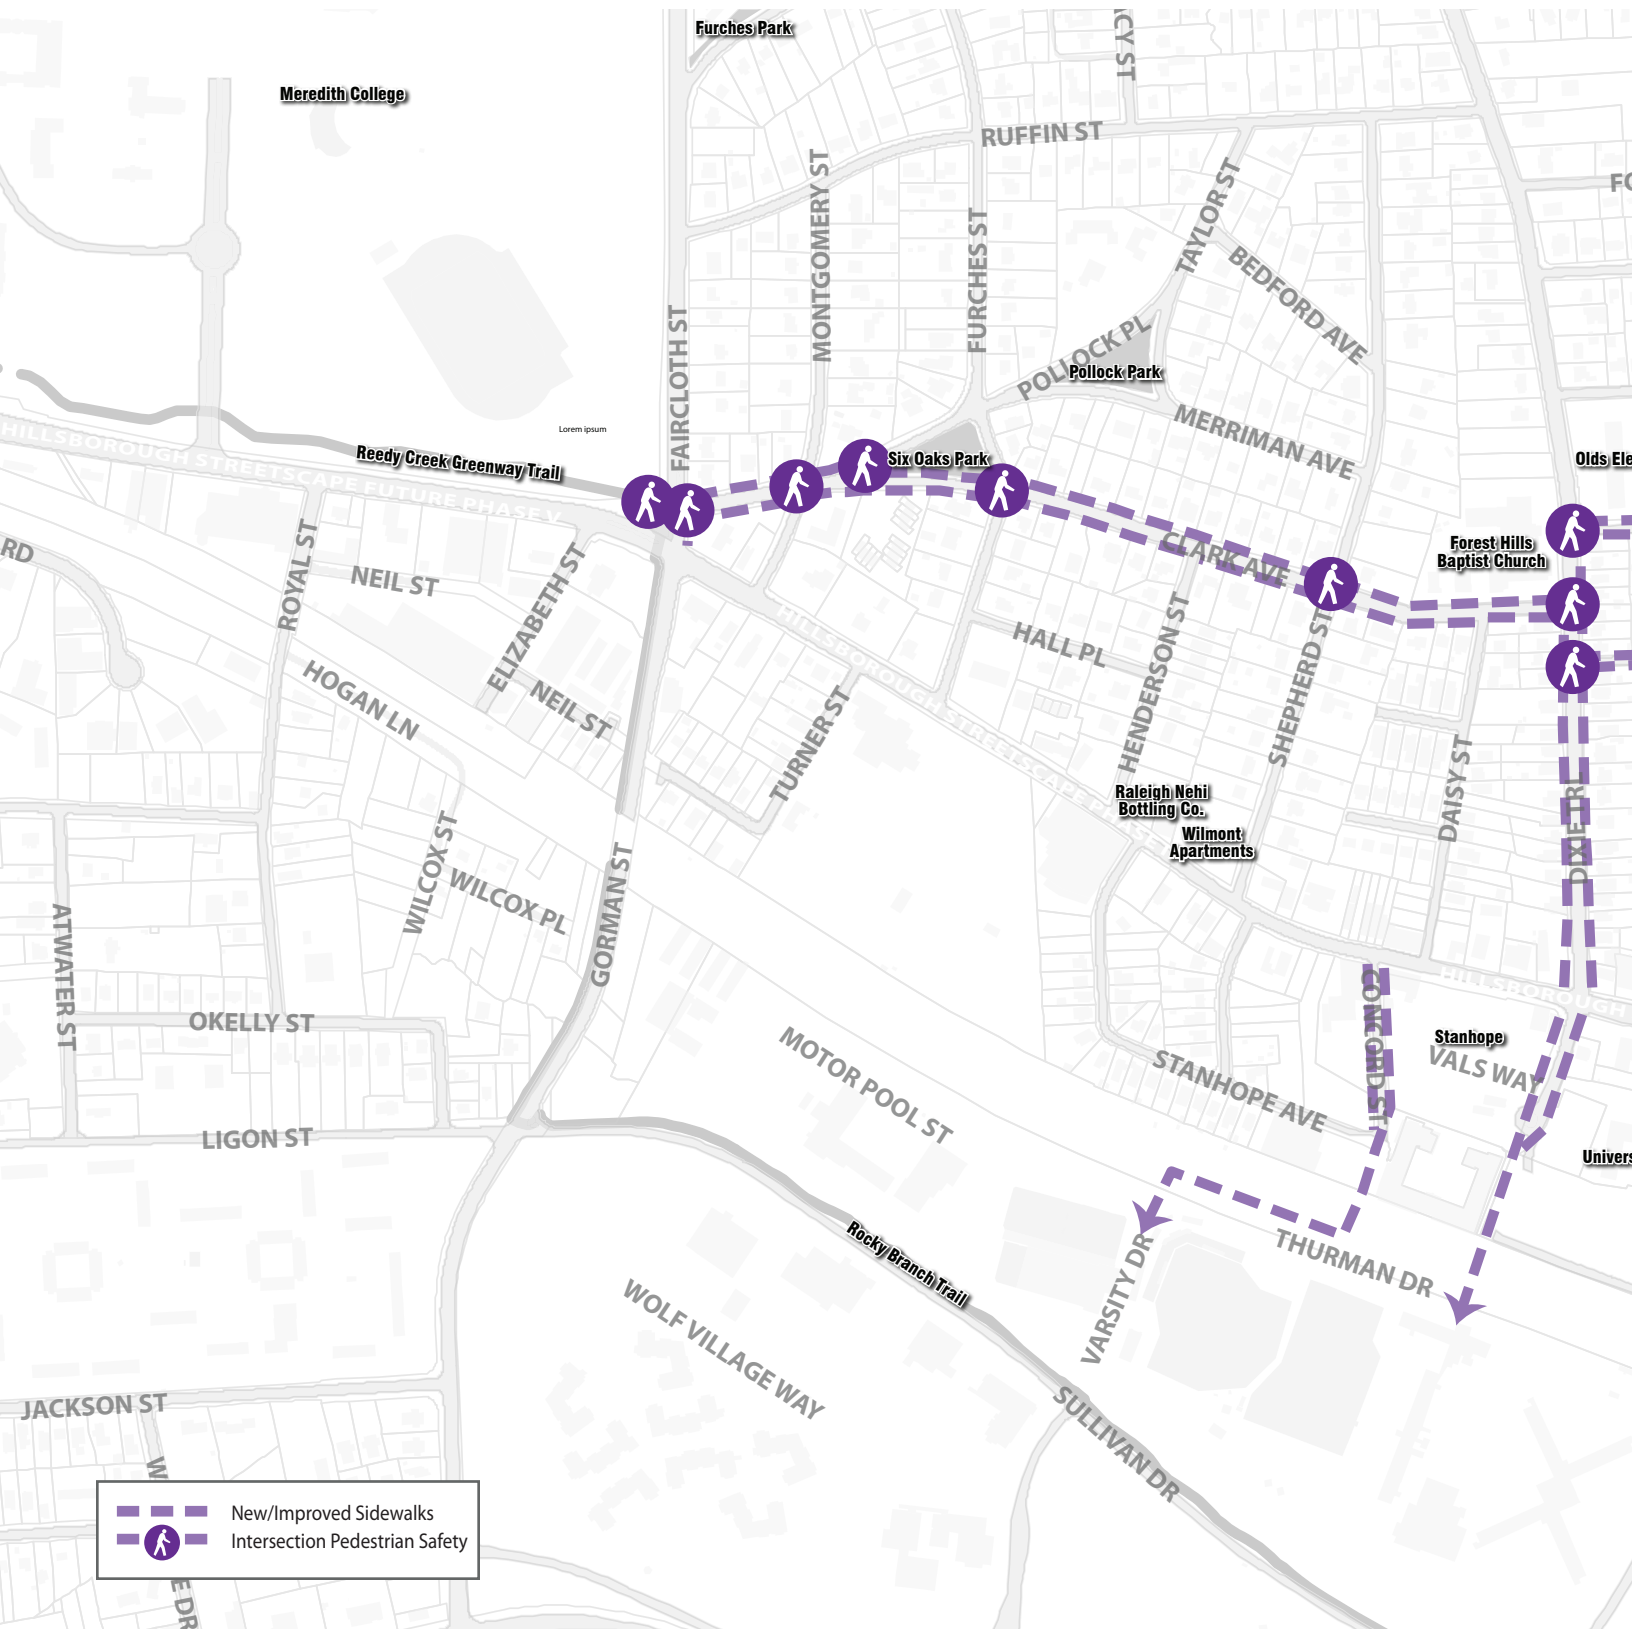 Furches Park
ACY ST
Meredith College
RUFFIN ST
MONTGOMERY ST
TAYLOR ST
FO
FURCHES ST
BEDFORD AVE
FAIRCLOTH ST
POLLOCK PL
Pollock Park
MERRIMAN AVE
Lorem ipsum
HILLSBOROUGH STREETSCAPE FUTURE PHASE V
Reedy Creek Greenway Trail
Six Oaks Park
Olds Ele
RD
ROYAL ST
NEIL ST
ELIZABETH ST
CLARK AVE
Forest Hills
Baptist Church
HALL PL
HENDERSON ST
SHEPHERD ST
HOGAN LN
NEIL ST
TURNER ST
HILLSBOROUGH STREETSCAPE
DAISY ST
DIXIE TRL
Raleigh Nehi
Bottling Co.
Wilmont
Apartments
WILCOX ST
WILCOX PL
GORMAN ST
ATWATER ST
HILLSBOROUGH
CONCORD ST
OKELLY ST
Stanhope
VALS WAY
MOTOR POOL ST
STANHOPE AVE
LIGON ST
Univers
Rocky Branch Trail
VARSITY DR
THURMAN DR
WOLF VILLAGE WAY
JACKSON ST
SULLIVAN DR
W
E DR
New/Improved Sidewalks
Intersection Pedestrian Safety